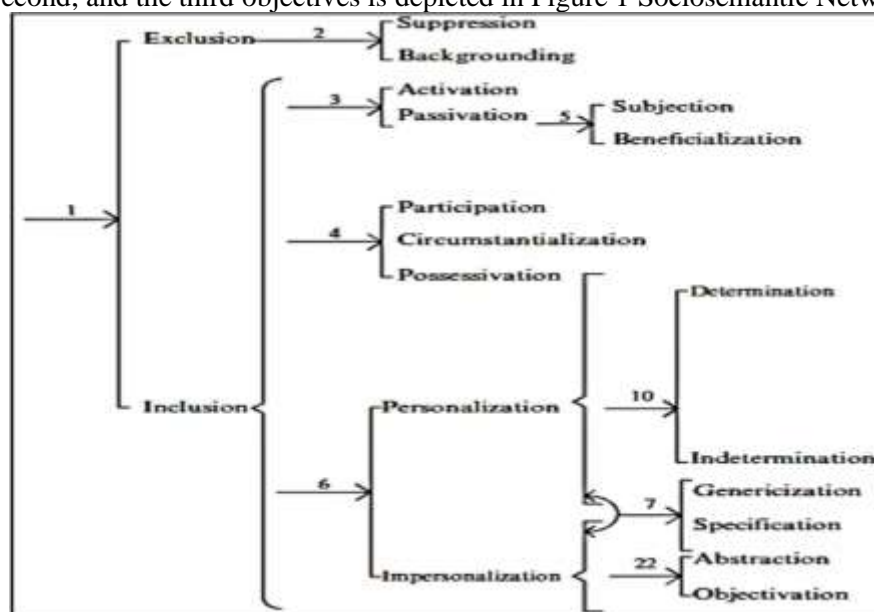 econd, and the third objectives is depicted in Figure 1 Sociosemantic Netw
Exclusion 2 Suppression
Backgrounding
3 Activation
Passivation 5 Subjection
Beneficialization
1
Participation
4 Circumstantialization
Possessivation
Determination
10
Inclusion Personalization
Indetermination
6
Genericization
7
Specification
22 Abstraction
Impersonalization
Objectivation